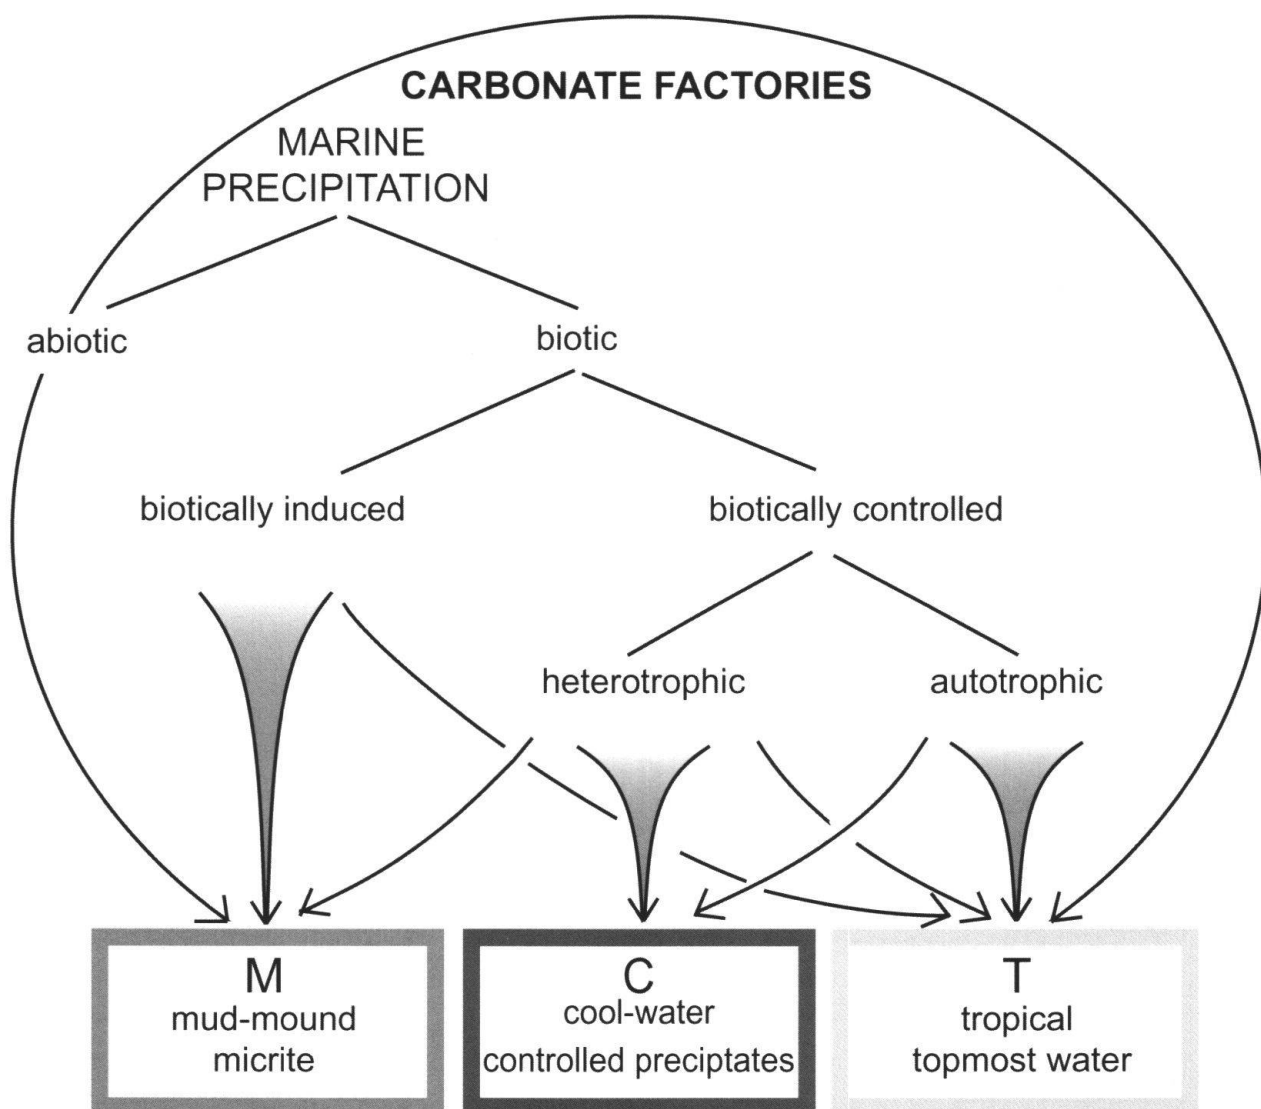 CARBONATE FACTORIES
MARINE
PRECIPITATION
abiotic
biotic
biotically induced
biotically controlled
heterotrophic
autotrophic
M
mud-mound
micrite
C
cool-water
controlled preciptates
T
tropical
topmost water